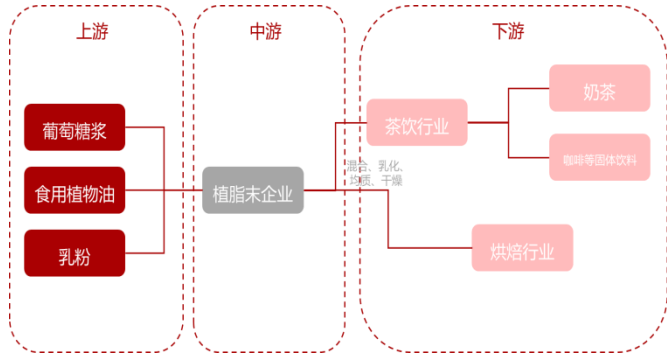 上游
中游
下游
葡萄糖浆
食用植物油
乳粉
植脂末企业
混合、乳化、
均质、干燥
茶饮行业
奶茶
咖啡等固体饮料
烘焙行业